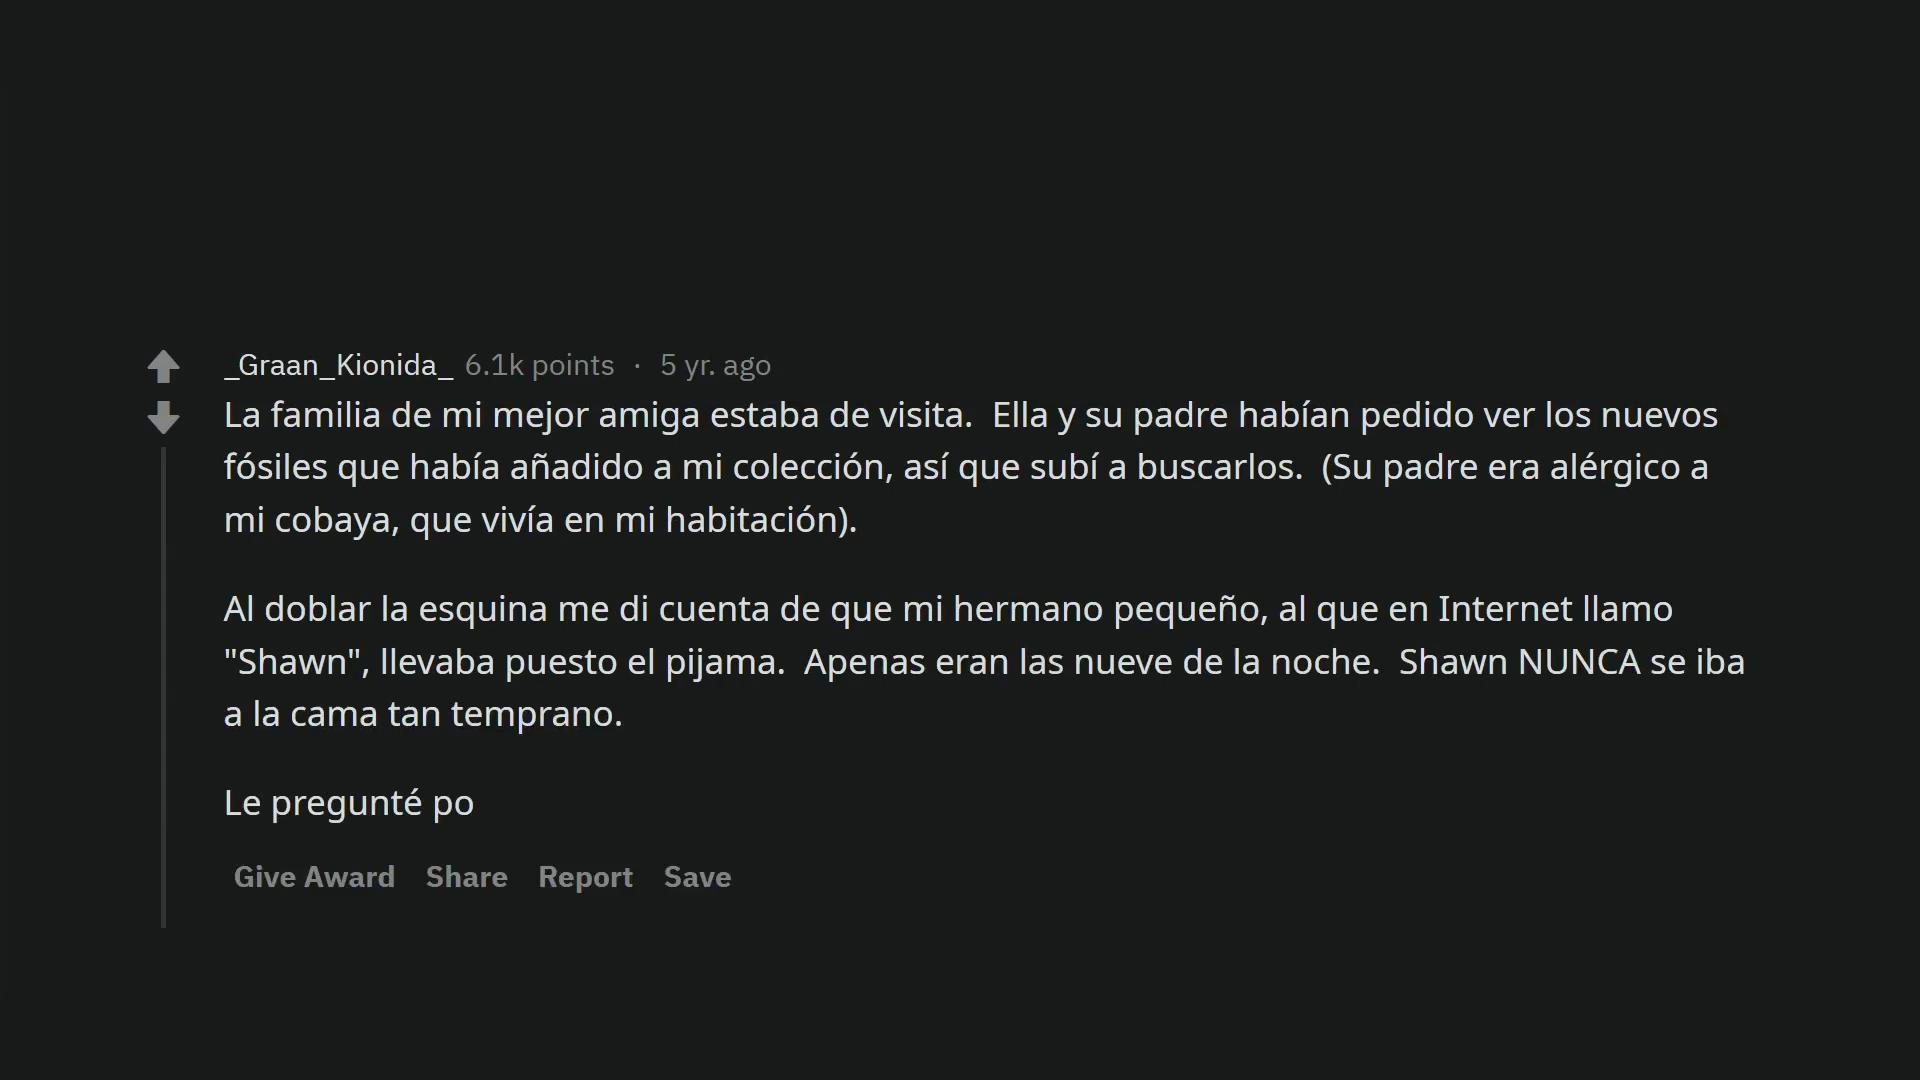 _Graan_Kionida_ 6.1k points · 5 yr. ago
La familia de mi mejor amiga estaba de visita.  Ella y su padre habían pedido ver los nuevos
fósiles que había añadido a mi colección, así que subí a buscarlos.  (Su padre era alérgico a
mi cobaya, que vivía en mi habitación).
Al doblar la esquina me di cuenta de que mi hermano pequeño, al que en Internet llamo
"Shawn", llevaba puesto el pijama.  Apenas eran las nueve de la noche.  Shawn NUNCA se iba
a la cama tan temprano.
Le pregunté po
Give Award Share Report Save